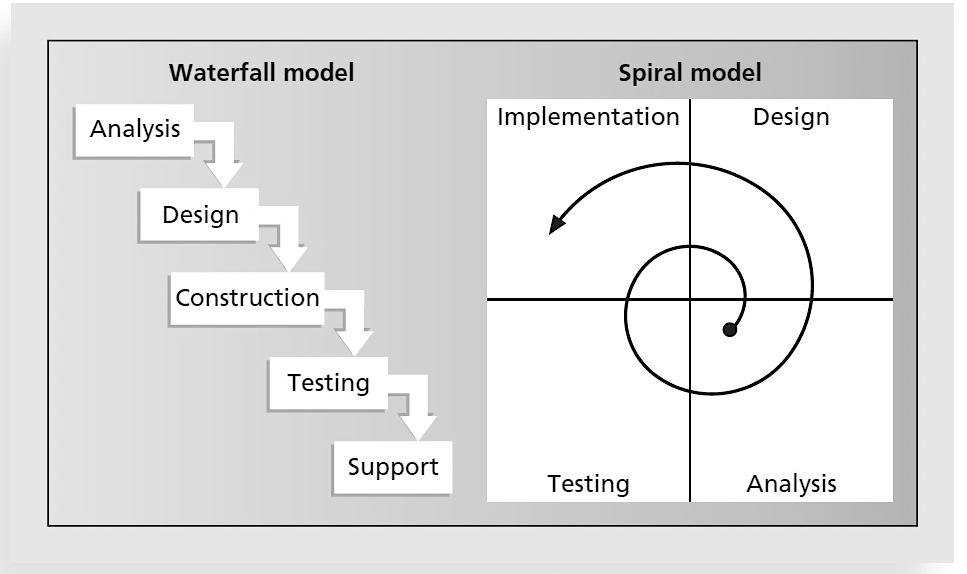 Waterfall model
Analysis
Design
Construction
Testing
Support
Spiral model
Implementation
Design
Testing
Analysis